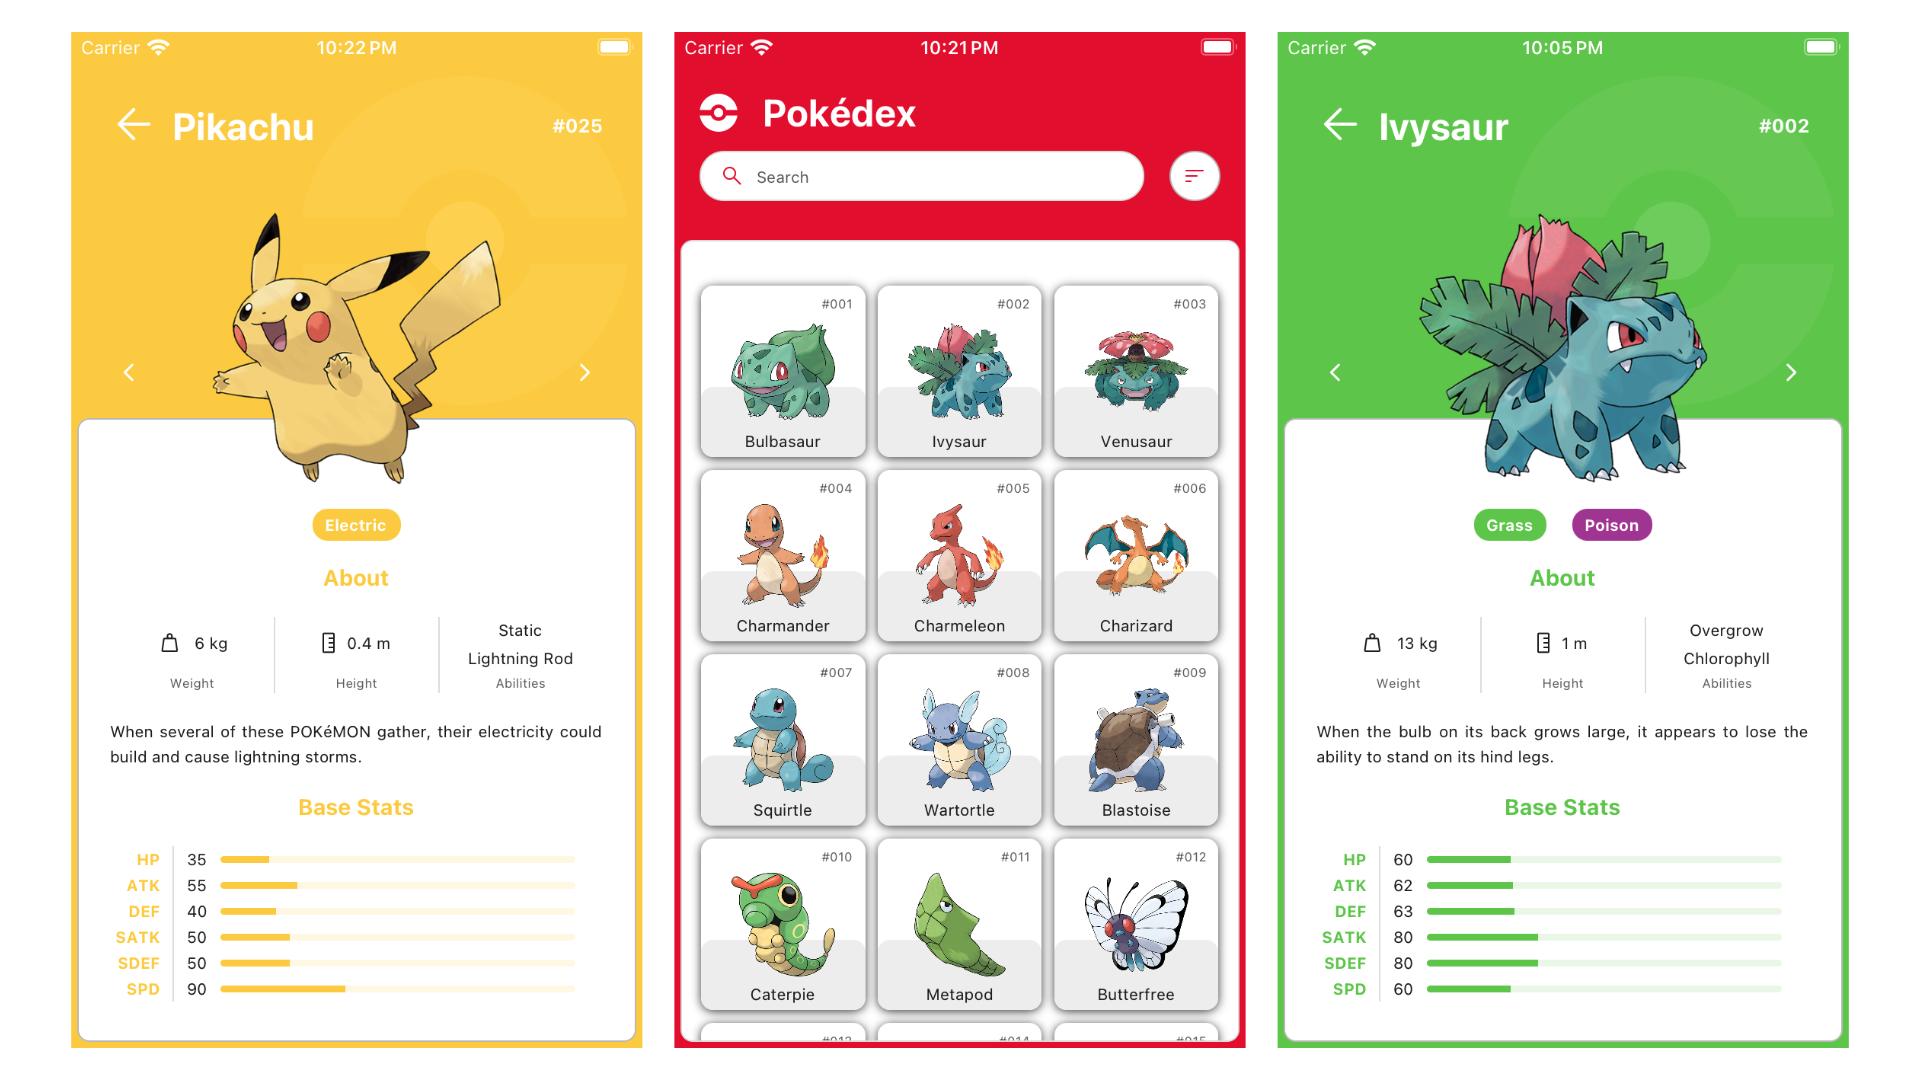 Carrier 10:22 PM
Pikachu #025
Electric
About
6 kg
Weight
0.4 m
Height
Static
Lightning Rod
Abilities
When several of these POKéMON gather, their electricity could
build and cause lightning storms.
Base Stats
HP 35
ATK 55
DEF 40
SATK 50
SDEF 50
SPD 90
Carrier 10:21 PM
Pokédex
Search
#001 #002 #003
Bulbasaur Ivysaur Venusaur
#004 #005 #006
Charmander Charmeleon Charizard
#007 #008 #009
Squirtle Wartortle Blastoise
#010 #011 #012
Caterpie Metapod Butterfree
#013 #014 #015
Carrier 10:05 PM
Ivysaur #002
Grass Poison
About
13 kg
Weight
1 m
Height
Overgrow
Chlorophyll
Abilities
When the bulb on its back grows large, it appears to lose the
ability to stand on its hind legs.
Base Stats
HP 60
ATK 62
DEF 63
SATK 80
SDEF 80
SPD 60